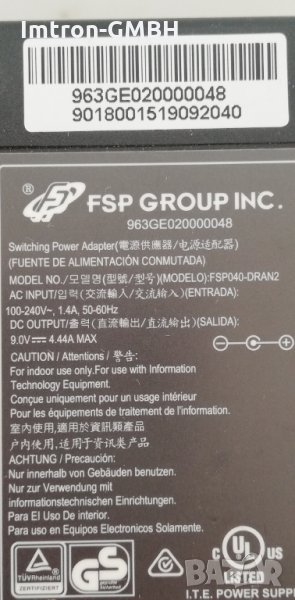 Imtron-GMBH
963GE020000048
9018001519092040
® FSP GROUP INC.
963GE020000048
Switching Power Adapter(電源供應器/电源适配器)
(FUENTE DE ALIMENTACIÓN CONMUTADA)
MODEL NO./모델명(型號/型号)(MODELO):FSP040-DRAN2
AC INPUT/입력(交流輸入/交流输入)(ENTRADA):
100-240V~, 1.4A, 50-60Hz
DC OUTPUT/출력(直流輸出/直流输出)(SALIDA):
9.0V⎓ 4.44A MAX
CAUTION / Attentions / 警告:
For indoor use only.For use with Information
Technology Equipment.
Conçue uniquement pour un usage intérieur
Pour les équipements de traitement de l'information.
室內使用,適用於資訊類產品
户内使用,适用于资讯类产品
ACHTUNG / Precaución:
Nur innerhalb von Gebäuden benutzen.
Nur zur Verwendung mit
informationstechnischen Einrichtungen.
Para El Uso De Interior
Para uso en Equipos Electronicos Solamente.
TÜVRheinland
GS
C UL US
LISTED
I.T.E. POWER SUPP
bazar